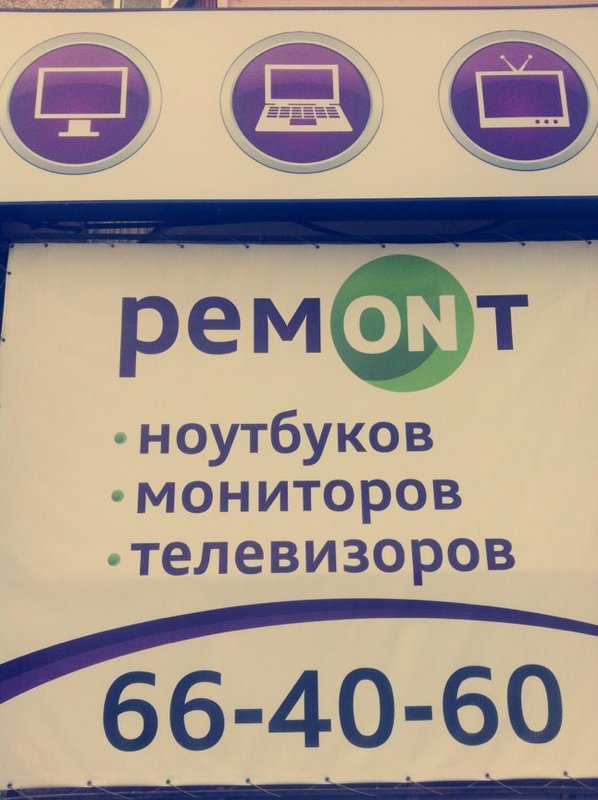 ремONт
ноутбуков
мониторов
телевизоров
66-40-60